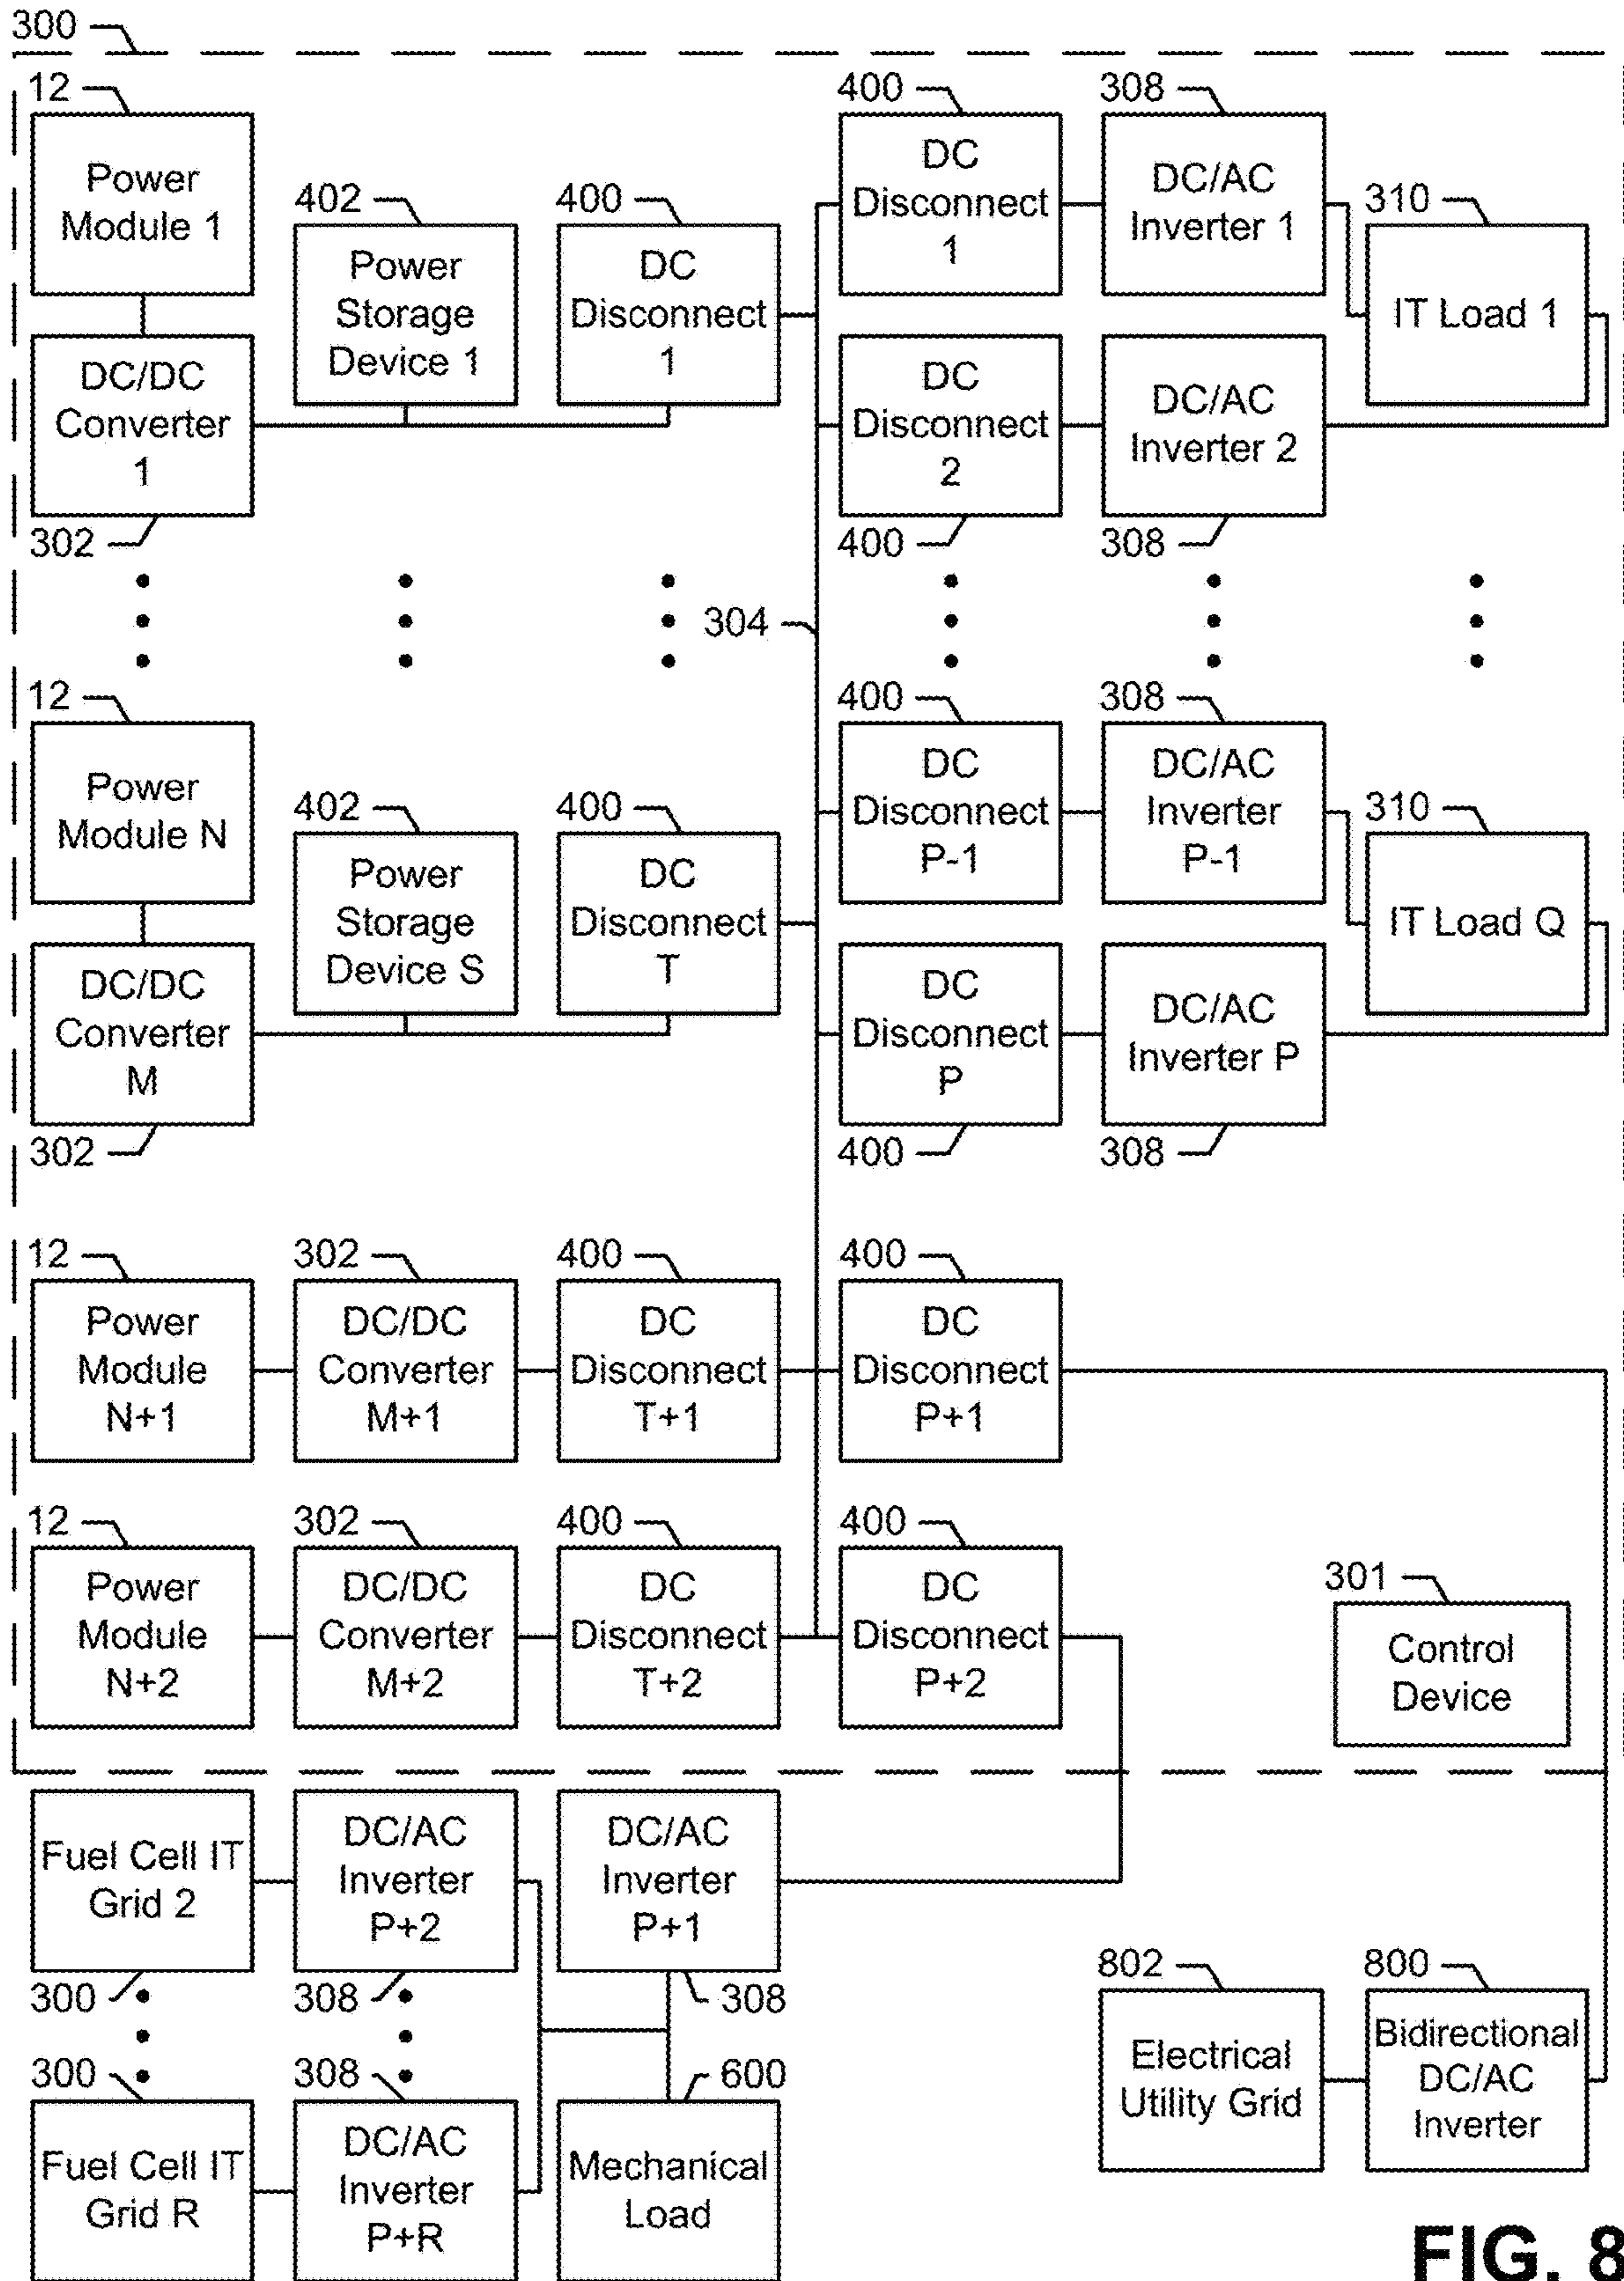 300
12
400
308
Power
Module 1
402
400
DC
Disconnect
1
DC/AC
Inverter 1
310
Power
Storage
Device 1
DC
Disconnect
1
IT Load 1
DC/DC
Converter
1
DC
Disconnect
2
DC/AC
Inverter 2
302
400
308
304
12
400
308
Power
Module N
402
400
DC
Disconnect
P-1
DC/AC
Inverter
P-1
310
Power
Storage
Device S
DC
Disconnect
T
IT Load Q
DC/DC
Converter
M
DC
Disconnect
P
DC/AC
Inverter P
302
400
308
12
302
400
400
Power
Module
N+1
DC/DC
Converter
M+1
DC
Disconnect
T+1
DC
Disconnect
P+1
12
302
400
400
Power
Module
N+2
DC/DC
Converter
M+2
DC
Disconnect
T+2
DC
Disconnect
P+2
301
Control
Device
Fuel Cell IT
Grid 2
DC/AC
Inverter
P+2
DC/AC
Inverter
P+1
300
308
308
802
800
Electrical
Utility Grid
Bidirectional
DC/AC
Inverter
300
308
600
Fuel Cell IT
Grid R
DC/AC
Inverter
P+R
Mechanical
Load
FIG. 8